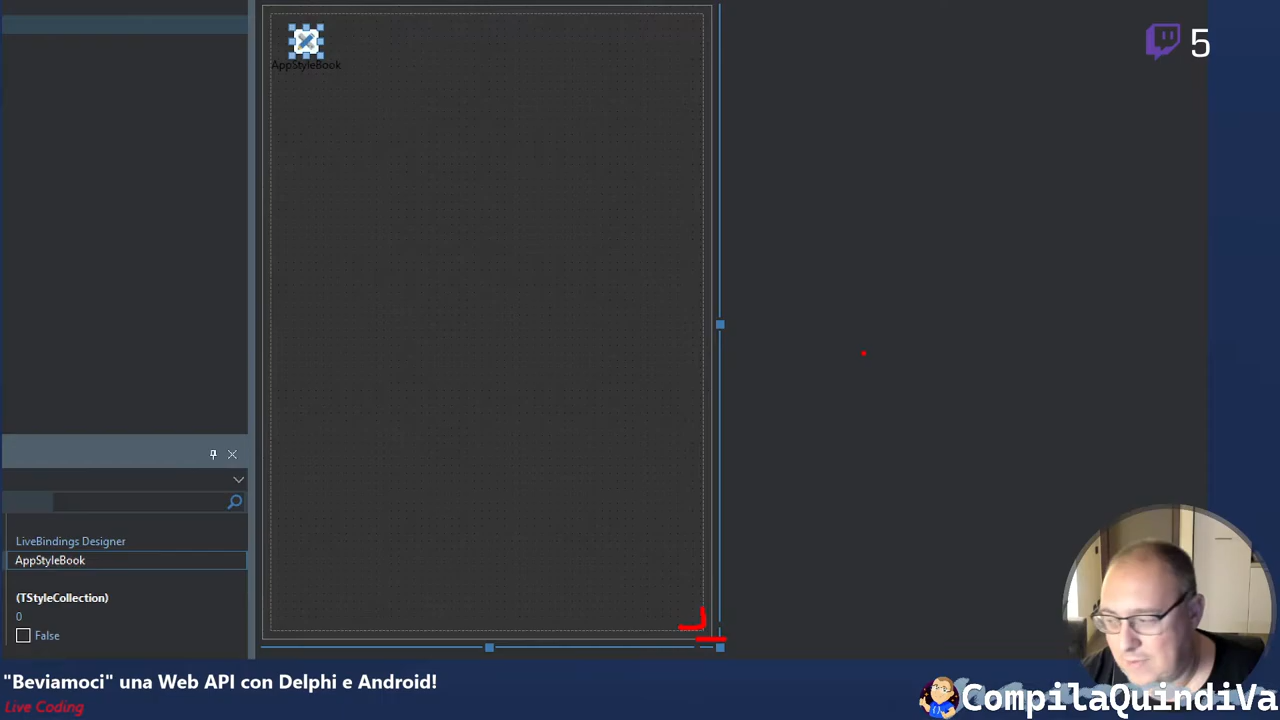 AppStyleBook
5
LiveBindings Designer
AppStyleBook
(TStyleCollection)
0
False
"Beviamoci" una Web API con Delphi e Android!
Live Coding
CompilaQuindiVa